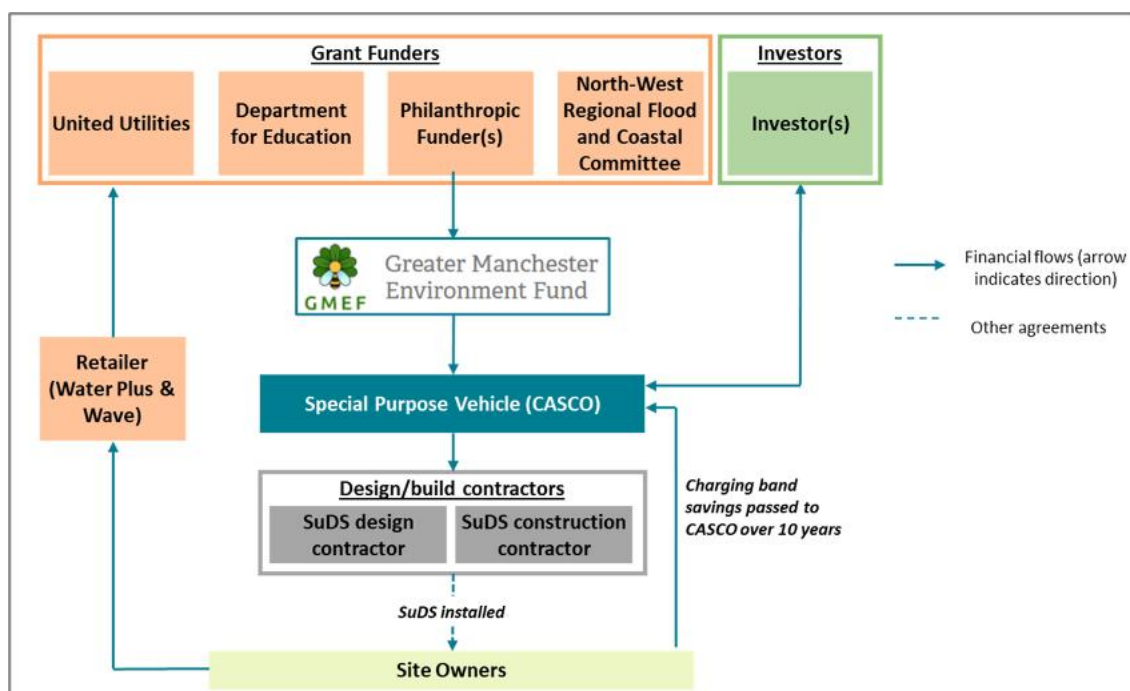 Grant Funders
United Utilities
Department
for Education
Philanthropic
Funder(s)
North-West
Regional Flood
and Coastal
Committee
Investors
Investor(s)
GMEF
Greater Manchester
Environment Fund
Financial flows (arrow
indicates direction)
Other agreements
Retailer
(Water Plus &
Wave)
Special Purpose Vehicle (CASCO)
Design/build contractors
SuDS design
contractor
SuDS construction
contractor
Charging band
savings passed to
CASCO over 10 years
SuDS installed
Site Owners